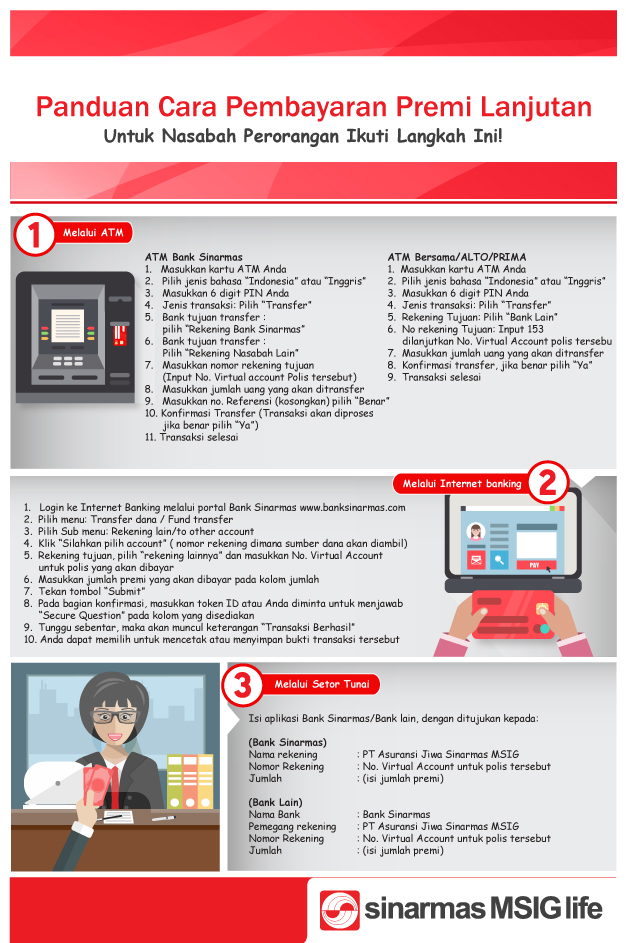 Panduan Cara Pembayaran Premi Lanjutan
Untuk Nasabah Perorangan Ikuti Langkah Ini!
1
Melalui ATM
ATM Bank Sinarmas
1. Masukkan kartu ATM Anda
2. Pilih jenis bahasa “Indonesia” atau “Inggris”
3. Masukkan 6 digit PIN Anda
4. Jenis transaksi: Pilih “Transfer”
5. Bank tujuan transfer :
pilih “Rekening Bank Sinarmas”
6. Bank tujuan transfer :
Pilih “Rekening Nasabah Lain”
7. Masukkan nomor rekening tujuan
(Input No. Virtual account Polis tersebut)
8. Masukkan jumlah uang yang akan ditransfer
9. Masukkan no. Referensi (kosongkan) pilih “Benar”
10. Konfirmasi Transfer (Transaksi akan diproses
jika benar pilih “Ya”)
11. Transaksi selesai
ATM Bersama/ALTO/PRIMA
1. Masukkan kartu ATM Anda
2. Pilih jenis bahasa “Indonesia” atau “Inggris”
3. Masukkan 6 digit PIN Anda
4. Jenis transaksi: Pilih “Transfer”
5. Rekening Tujuan: Pilih “Bank Lain”
6. No rekening Tujuan: Input 153
dilanjutkan No. Virtual Account polis tersebu
7. Masukkan jumlah uang yang akan ditransfer
8. Konfirmasi transfer, jika benar pilih “Ya”
9. Transaksi selesai
Melalui Internet banking
2
1. Login ke Internet Banking melalui portal Bank Sinarmas www.banksinarmas.com
2. Pilih menu: Transfer dana / Fund transfer
3. Pilih Sub menu: Rekening lain/to other account
4. Klik “Silahkan pilih account” ( nomor rekening dimana sumber dana akan diambil)
5. Rekening tujuan, pilih “rekening lainnya” dan masukkan No. Virtual Account
untuk polis yang akan dibayar
6. Masukkan jumlah premi yang akan dibayar pada kolom jumlah
7. Tekan tombol “Submit”
8. Pada bagian konfirmasi, masukkan token ID atau Anda diminta untuk menjawab
“Secure Question” pada kolom yang disediakan
9. Tunggu sebentar, maka akan muncul keterangan “Transaksi Berhasil”
10. Anda dapat memilih untuk mencetak atau menyimpan bukti transaksi tersebut
PAY
3
Melalui Setor Tunai
Isi aplikasi Bank Sinarmas/Bank lain, dengan ditujukan kepada:
(Bank Sinarmas)
Nama rekening : PT Asuransi Jiwa Sinarmas MSIG
Nomor Rekening : No. Virtual Account untuk polis tersebut
Jumlah : (isi jumlah premi)
(Bank Lain)
Nama Bank : Bank Sinarmas
Pemegang rekening : PT Asuransi Jiwa Sinarmas MSIG
Nomor Rekening : No. Virtual Account untuk polis tersebut
Jumlah : (isi jumlah premi)
sinarmas MSIG life